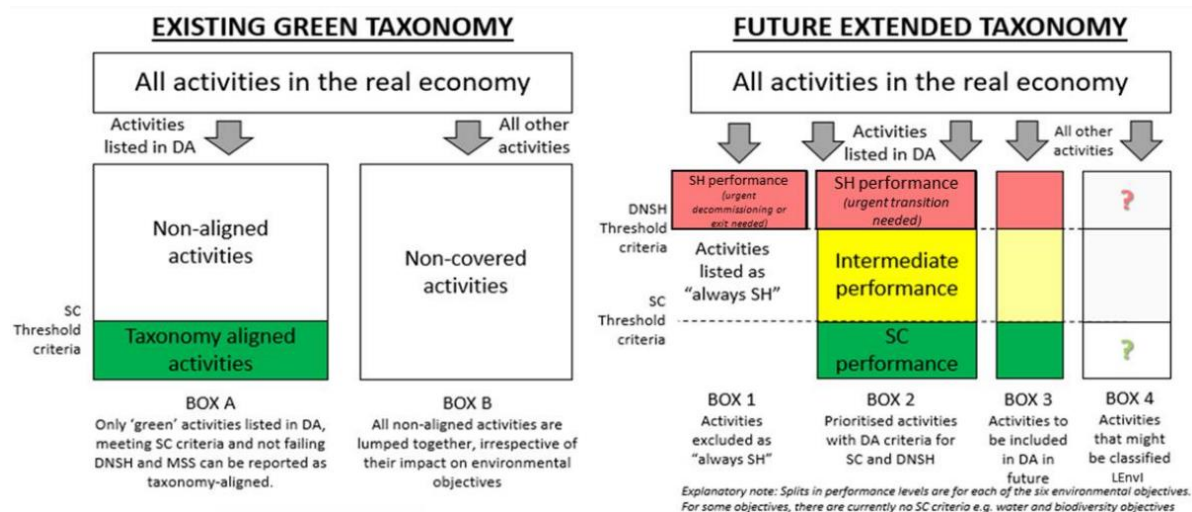 EXISTING GREEN TAXONOMY
All activities in the real economy
Activities
listed in DA
All other
activities
Non-aligned
activities
Non-covered
activities
SC
Threshold
criteria
Taxonomy aligned
activities
BOX A
Only ‘green’ activities listed in DA,
meeting SC criteria and not failing
DNSH and MSS can be reported as
taxonomy-aligned.
BOX B
All non-aligned activities are
lumped together, irrespective of
their impact on environmental
objectives
FUTURE EXTENDED TAXONOMY
All activities in the real economy
Activities
listed in DA
All other
activities
DNSH
Threshold
criteria
SH performance
(urgent
decommissioning or
exit needed)
SH performance
(urgent transition
needed)
?
Activities
listed as
“always SH”
Intermediate
performance
SC
Threshold
criteria
SC
performance
?
BOX 1
Activities
excluded as
“always SH”
BOX 2
Prioritised activities
with DA criteria for
SC and DNSH
BOX 3
Activities to
be included
in DA in
future
BOX 4
Activities
that might
be classified
LEnvI
Explanatory note: Splits in performance levels are for each of the six environmental objectives.
For some objectives, there are currently no SC criteria e.g. water and biodiversity objectives